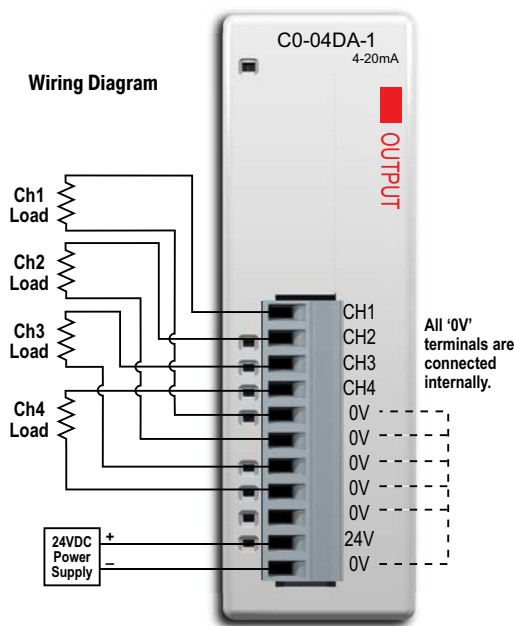 C0-04DA-1
4-20mA
Wiring Diagram
OUTPUT
Ch1
Load
Ch2
Load
Ch3
Load
Ch4
Load
CH1
CH2
CH3
CH4
0V
0V
0V
0V
0V
24V
0V
All ‘0V’
terminals are
connected
internally.
24VDC
Power
Supply
+
–